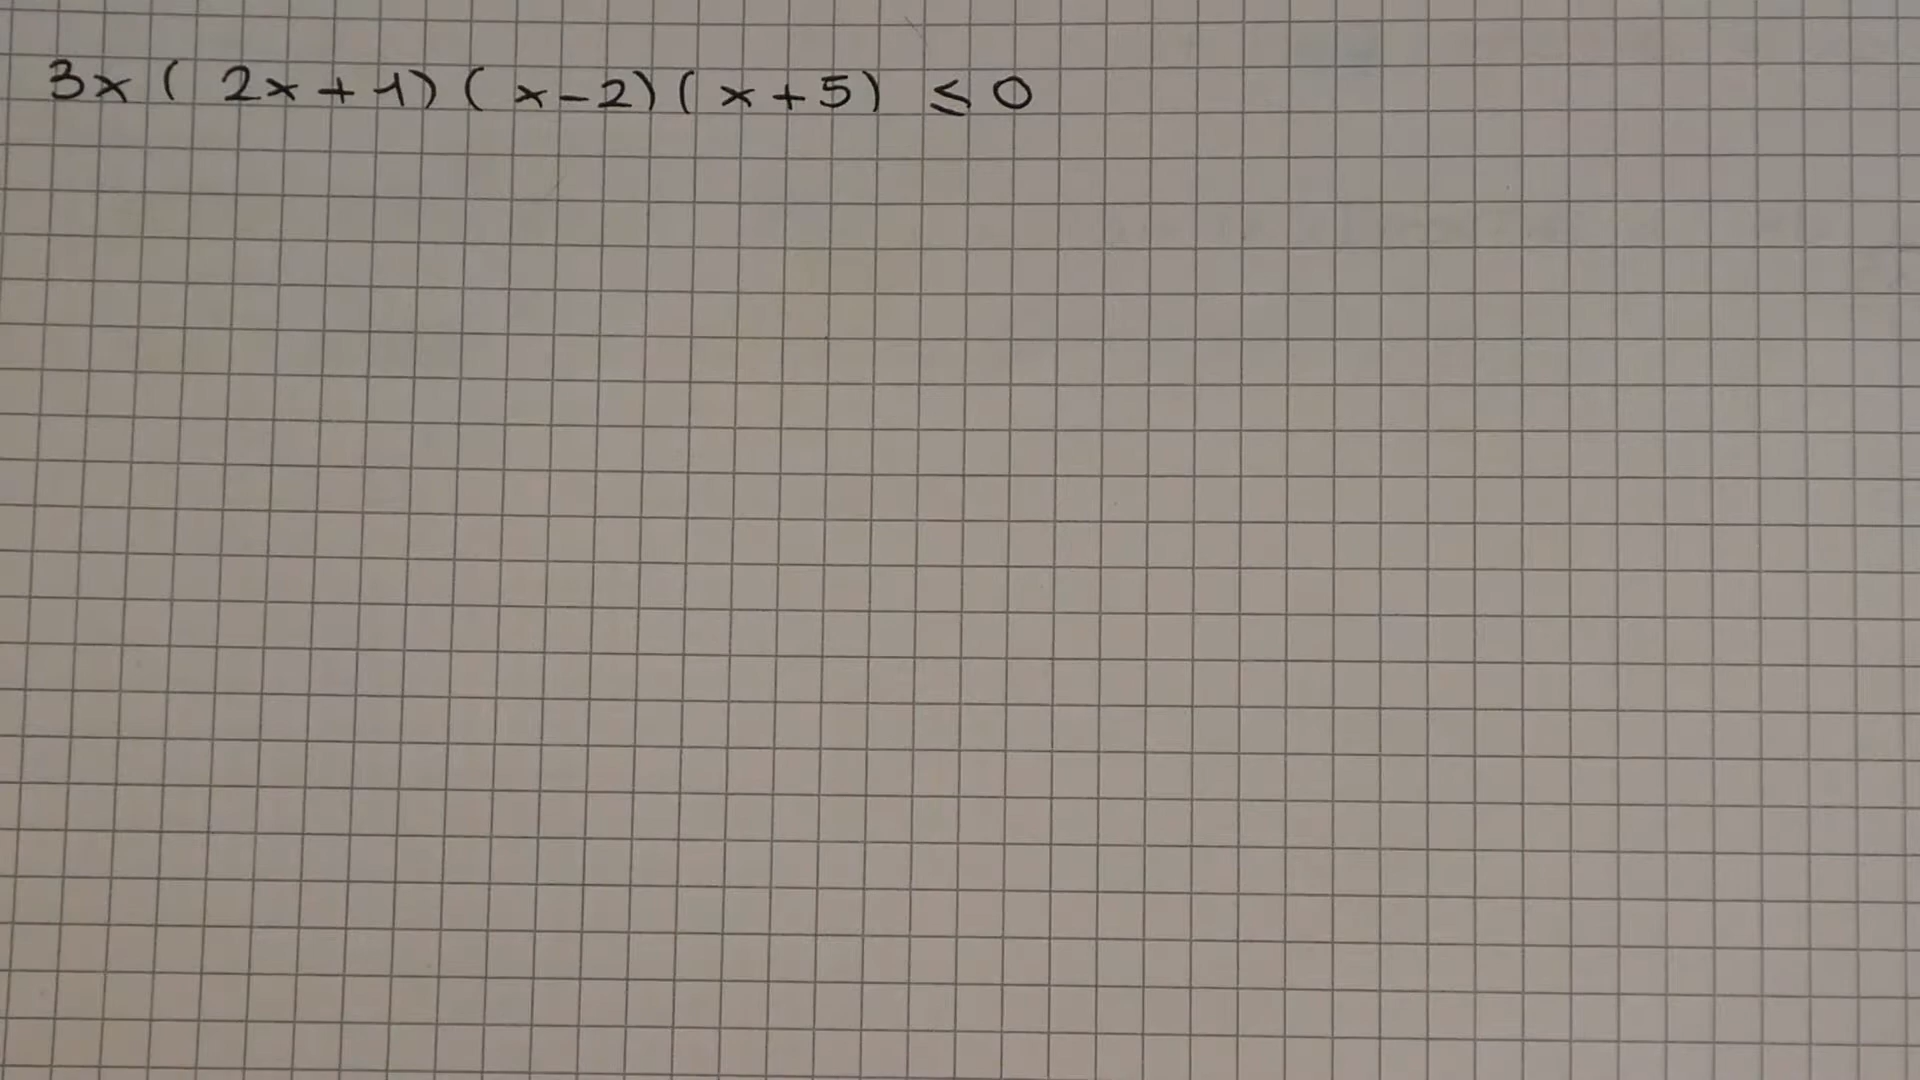 3x ( 2x + 1) ( x - 2) ( x + 5) ≤ 0